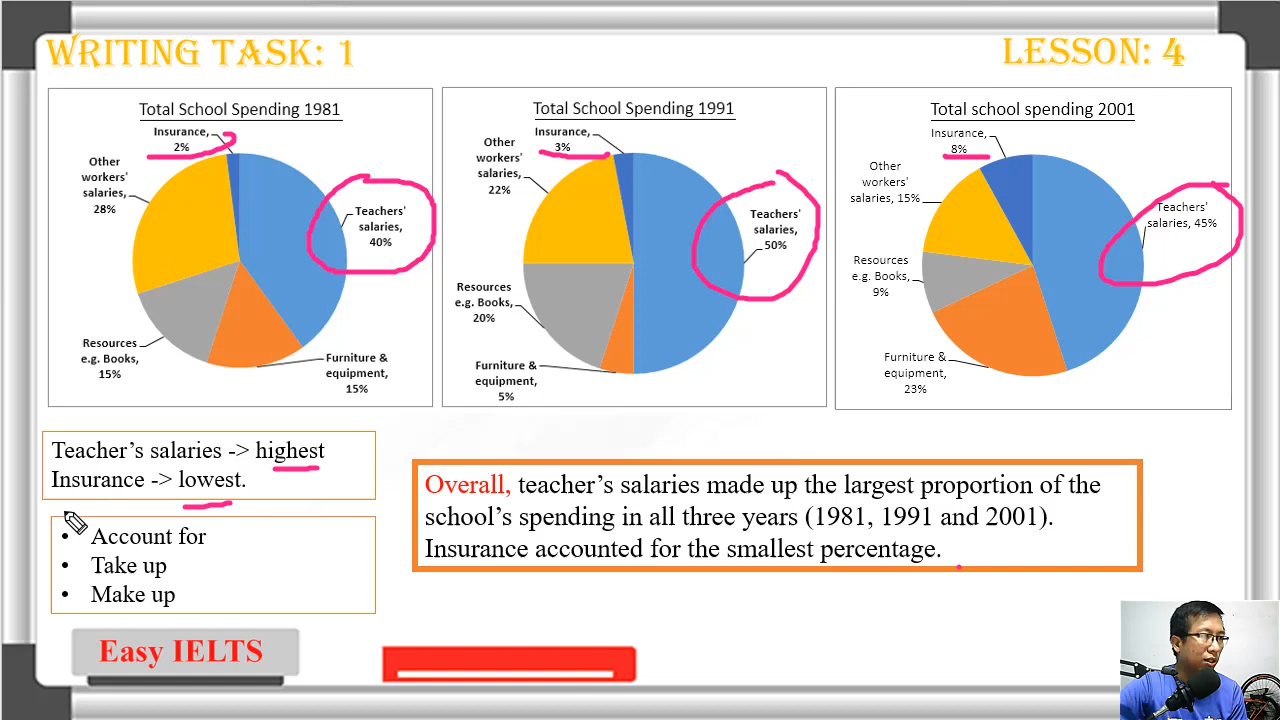 WRITING TASK: 1
LESSON: 4
Total School Spending 1981
Insurance,
2%
Other
workers'
salaries,
28%
Teachers'
salaries,
40%
Resources
e.g. Books,
15%
Furniture &
equipment,
15%
Total School Spending 1991
Insurance,
3%
Other
workers'
salaries,
22%
Teachers'
salaries,
50%
Resources
e.g. Books,
20%
Furniture &
equipment,
5%
Total school spending 2001
Insurance,
8%
Other
workers'
salaries, 15%
Teachers'
salaries, 45%
Resources
e.g. Books,
9%
Furniture &
equipment,
23%
Teacher’s salaries -> highest
Insurance -> lowest.
• Account for
• Take up
• Make up
Overall, teacher’s salaries made up the largest proportion of the
school’s spending in all three years (1981, 1991 and 2001).
Insurance accounted for the smallest percentage.
Easy IELTS